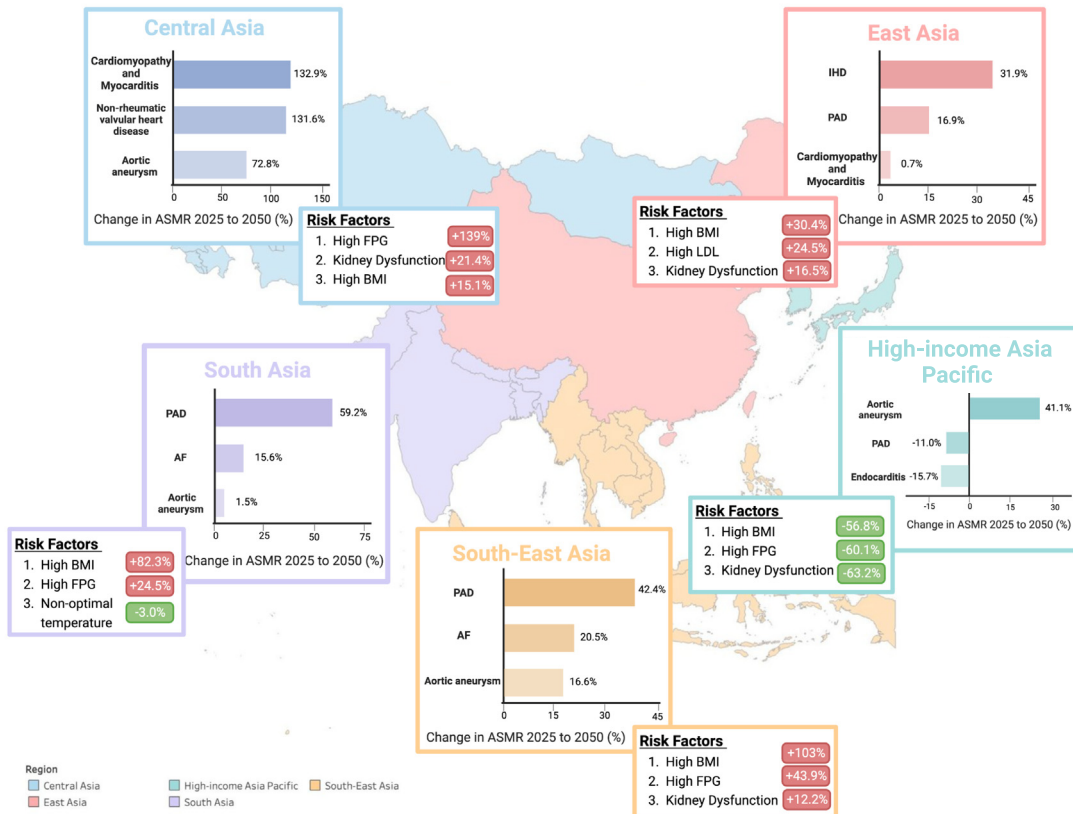 Central Asia
Cardiomyopathy
and
Myocarditis
132.9%
Non-rheumatic
valvular heart
disease
131.6%
Aortic
aneurysm
72.8%
0 50 100 150
Change in ASMR 2025 to 2050 (%)
Risk Factors
1. High FPG +139%
2. Kidney Dysfunction +21.4%
3. High BMI +15.1%
East Asia
IHD 31.9%
PAD 16.9%
Cardiomyopathy
and Myocarditis
0.7%
0 15 30 45
Change in ASMR 2025 to 2050 (%)
Risk Factors
1. High BMI +30.4%
2. High LDL +24.5%
3. Kidney Dysfunction +16.5%
South Asia
PAD 59.2%
AF 15.6%
Aortic
aneurysm
1.5%
0 25 50 75
Change in ASMR 2025 to 2050 (%)
Risk Factors
1. High BMI +82.3%
2. High FPG +24.5%
3. Non-optimal
temperature
-3.0%
High-income Asia
Pacific
Aortic
aneurysm
41.1%
PAD -11.0%
Endocarditis -15.7%
-15 0 15 30
Change in ASMR 2025 to 2050 (%)
Risk Factors
1. High BMI -56.8%
2. High FPG -60.1%
3. Kidney Dysfunction -63.2%
South-East Asia
PAD 42.4%
AF 20.5%
Aortic aneurysm 16.6%
0 15 30 45
Change in ASMR 2025 to 2050 (%)
Risk Factors
1. High BMI +103%
2. High FPG +43.9%
3. Kidney Dysfunction +12.2%
Region
Central Asia High-income Asia Pacific South-East Asia
East Asia South Asia